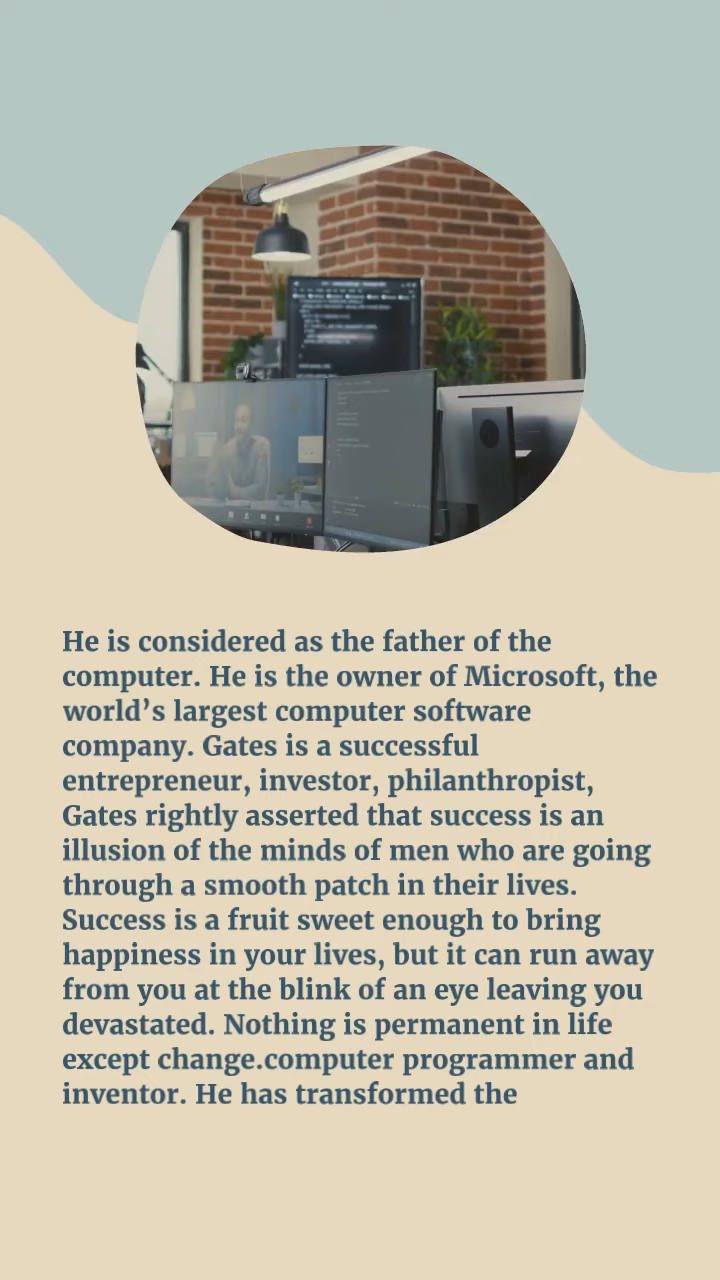 He is considered as the father of the
computer. He is the owner of Microsoft, the
world’s largest computer software
company. Gates is a successful
entrepreneur, investor, philanthropist,
Gates rightly asserted that success is an
illusion of the minds of men who are going
through a smooth patch in their lives.
Success is a fruit sweet enough to bring
happiness in your lives, but it can run away
from you at the blink of an eye leaving you
devastated. Nothing is permanent in life
except change.computer programmer and
inventor. He has transformed the